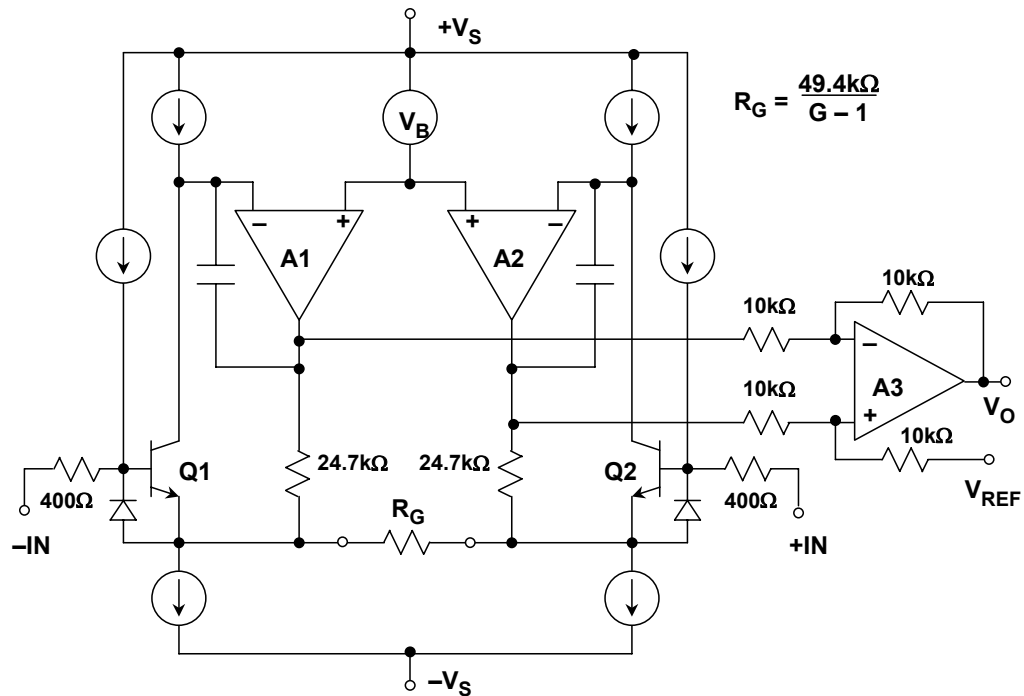 +VS
RG = 49.4kΩ
G – 1
VB
– + + –
A1 A2
10kΩ 10kΩ
–
A3
10kΩ
+
VO
10kΩ
Q1 24.7kΩ 24.7kΩ Q2
400Ω 400Ω
VREF
RG
–IN +IN
–VS